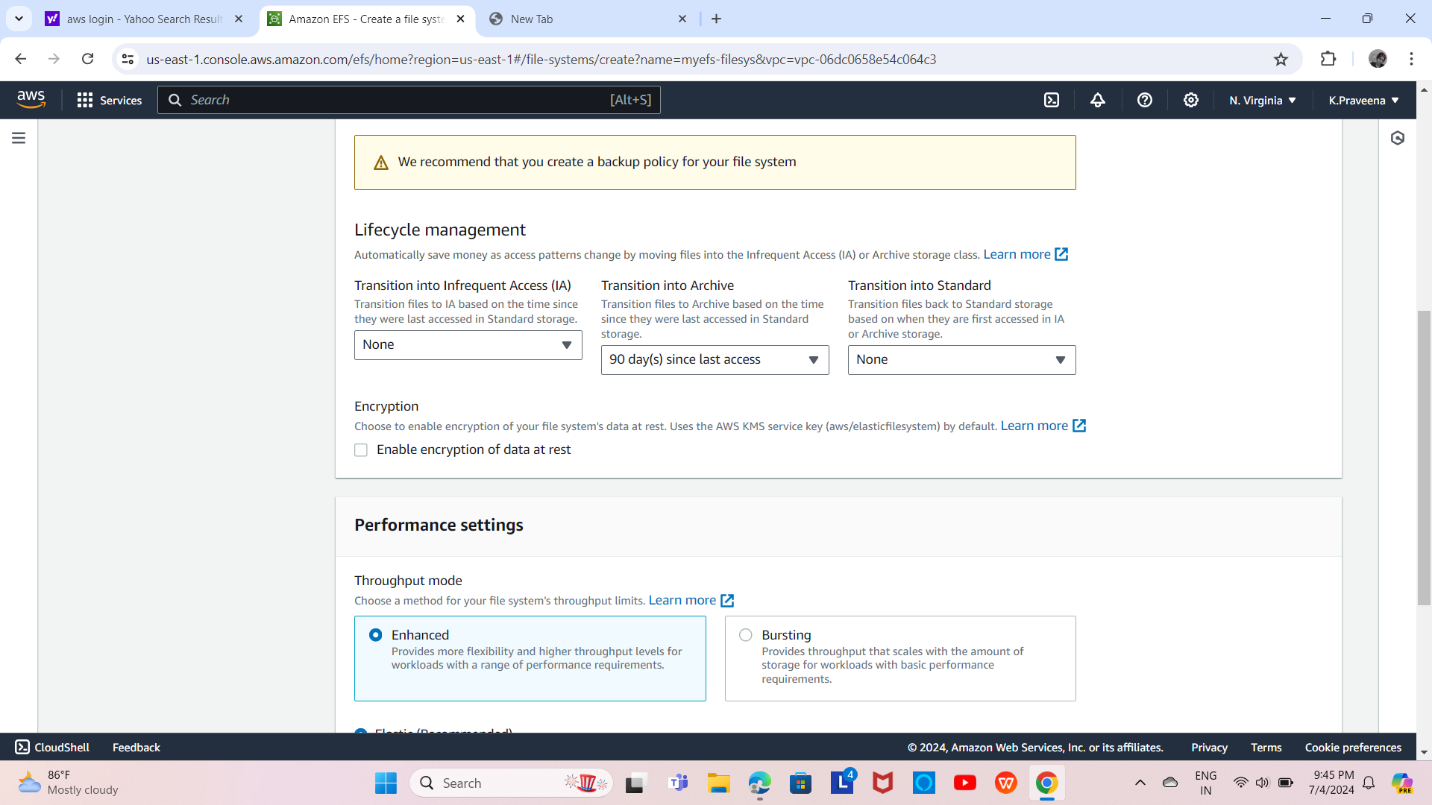 aws login - Yahoo Search Result
Amazon EFS - Create a file syste
New Tab
us-east-1.console.aws.amazon.com/efs/home?region=us-east-1#/file-systems/create?name=myefs-filesys&vpc=vpc-06dc0658e54c064c3
aws
Services
Search
[Alt+S]
N. Virginia
K.Praveena
We recommend that you create a backup policy for your file system
Lifecycle management
Automatically save money as access patterns change by moving files into the Infrequent Access (IA) or Archive storage class. Learn more
Transition into Infrequent Access (IA)
Transition files to IA based on the time since
they were last accessed in Standard storage.
None
Transition into Archive
Transition files to Archive based on the time
since they were last accessed in Standard
storage.
90 day(s) since last access
Transition into Standard
Transition files back to Standard storage
based on when they are first accessed in IA
or Archive storage.
None
Encryption
Choose to enable encryption of your file system's data at rest. Uses the AWS KMS service key (aws/elasticfilesystem) by default. Learn more
Enable encryption of data at rest
Performance settings
Throughput mode
Choose a method for your file system's throughput limits. Learn more
Enhanced
Provides more flexibility and higher throughput levels for
workloads with a range of performance requirements.
Bursting
Provides throughput that scales with the amount of
storage for workloads with basic performance
requirements.
Elastic (Recommended)
CloudShell
Feedback
© 2024, Amazon Web Services, Inc. or its affiliates.
Privacy
Terms
Cookie preferences
86°F
Mostly cloudy
Search
4
ENG
IN
9:45 PM
7/4/2024
PRE